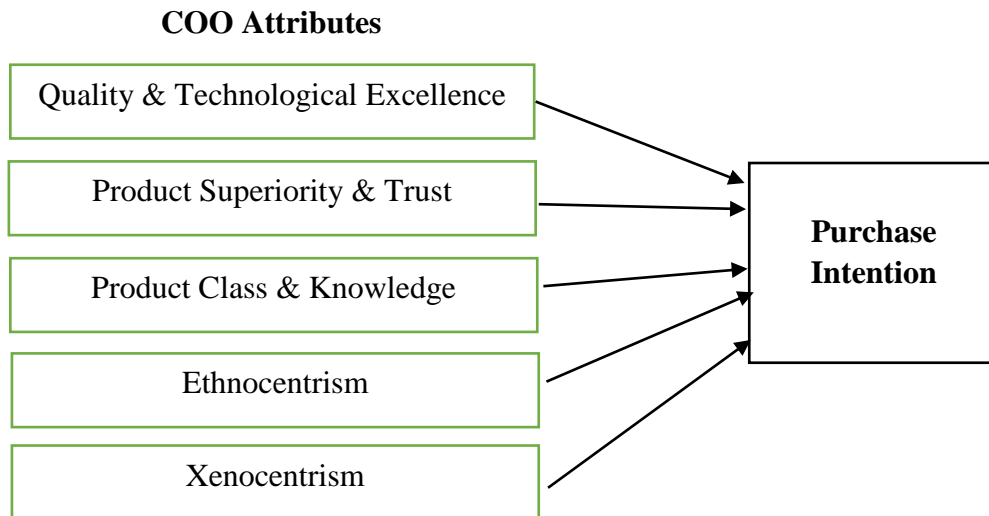 COO Attributes
Quality & Technological Excellence
Product Superiority & Trust
Product Class & Knowledge
Ethnocentrism
Xenocentrism
Purchase
Intention